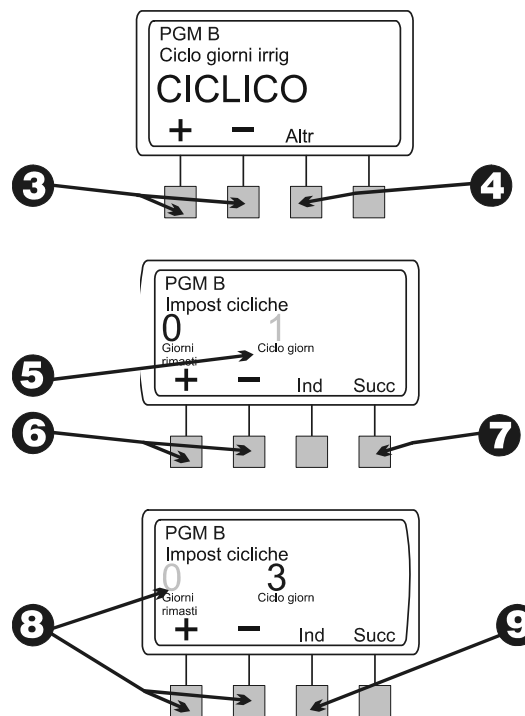 PGM B
Ciclo giorni irrig
CICLICO
+ − Altr
3
4
PGM B
Impost cicliche
0 1
Giorni rimasti
Ciclo giorn
+ − Ind Succ
5
6
7
PGM B
Impost cicliche
0 3
Giorni rimasti
Ciclo giorn
+ − Ind Succ
8
9